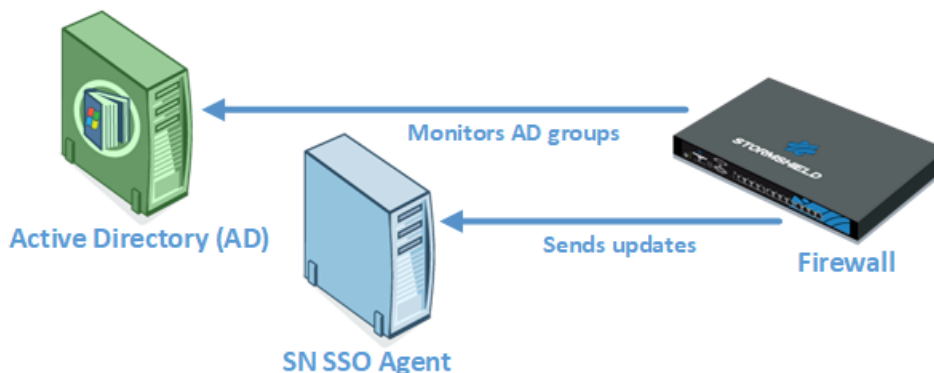 Monitors AD groups
STORMSHIELD
Active Directory (AD)
Sends updates
Firewall
SN SSO Agent